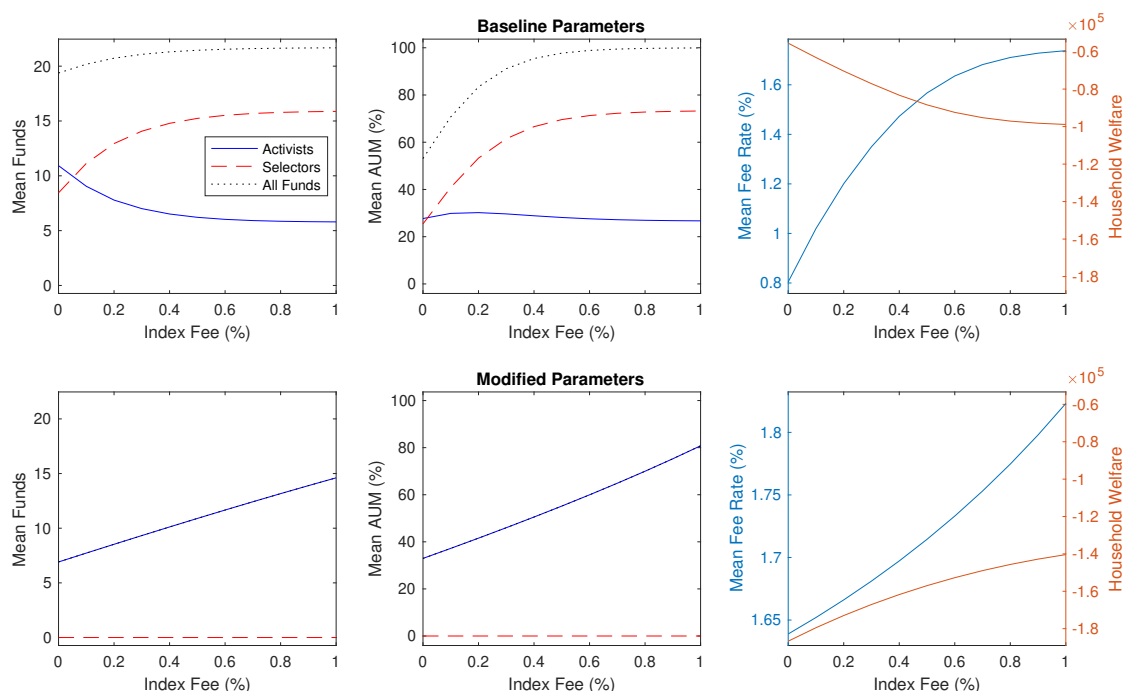 Baseline Parameters
Mean Funds
20
15
10
5
0
Activists
Selectors
All Funds
0 0.2 0.4 0.6 0.8 1
Index Fee (%)
Mean AUM (%)
100
80
60
40
20
0
0 0.2 0.4 0.6 0.8 1
Index Fee (%)
Mean Fee Rate (%)
1.6
1.4
1.2
1
0.8
×10^5
-0.6
-0.8
-1
-1.2
-1.4
-1.6
-1.8
Household Welfare
0 0.2 0.4 0.6 0.8 1
Index Fee (%)
Modified Parameters
Mean Funds
20
15
10
5
0
0 0.2 0.4 0.6 0.8 1
Index Fee (%)
Mean AUM (%)
100
80
60
40
20
0
0 0.2 0.4 0.6 0.8 1
Index Fee (%)
Mean Fee Rate (%)
1.8
1.75
1.7
1.65
×10^5
-0.6
-0.8
-1
-1.2
-1.4
-1.6
-1.8
Household Welfare
0 0.2 0.4 0.6 0.8 1
Index Fee (%)